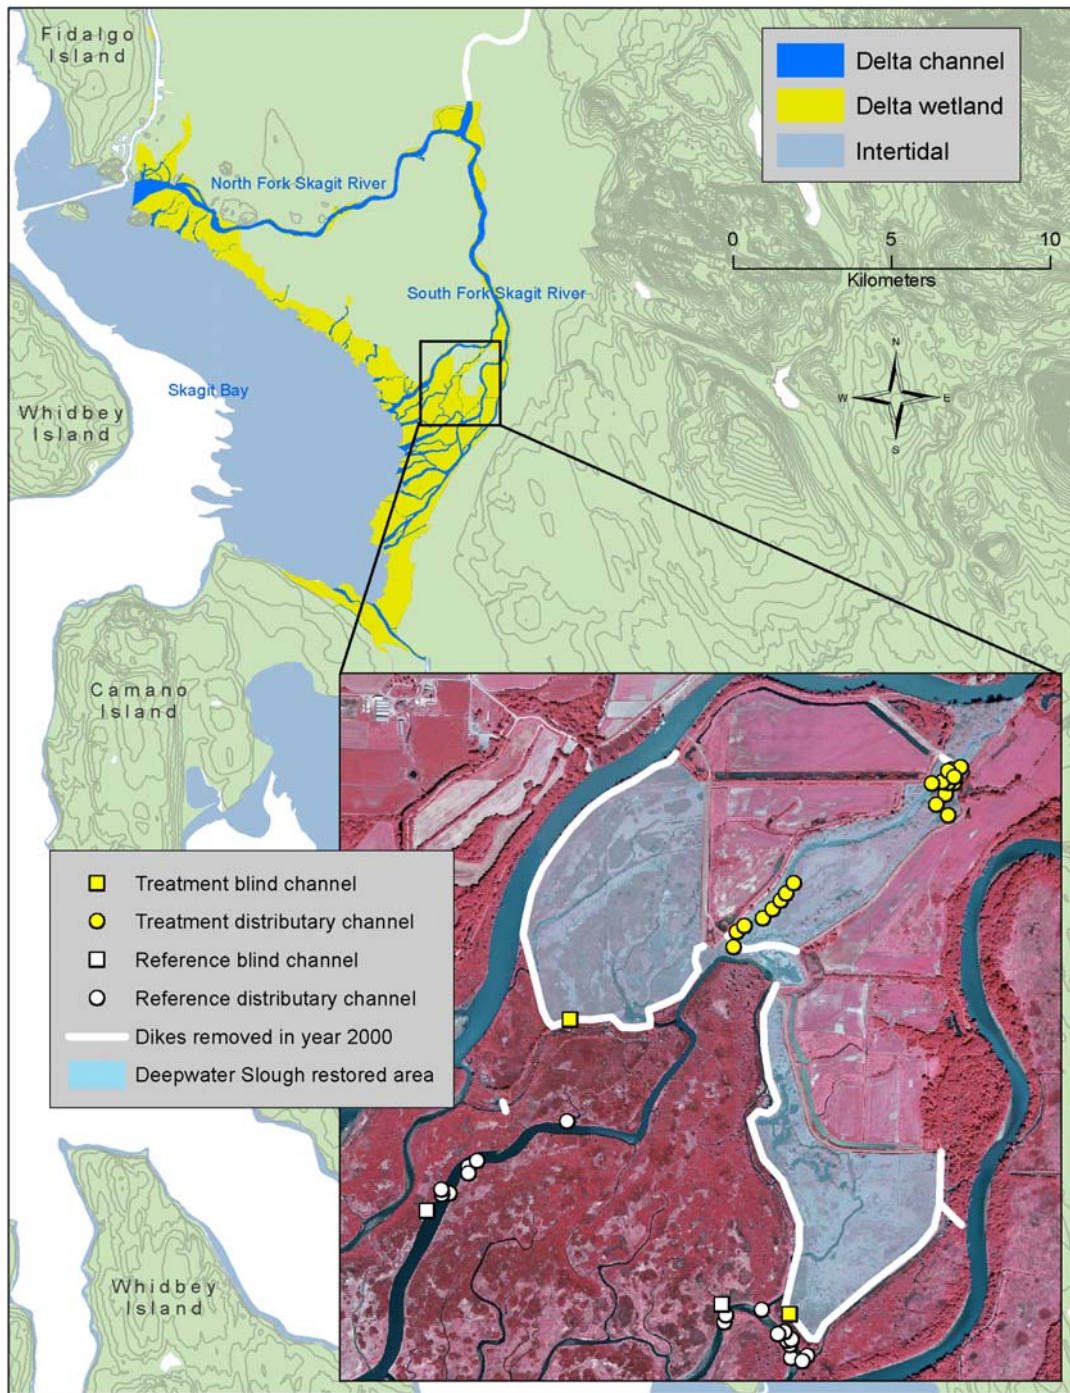 Fidalgo
Island
Delta channel
Delta wetland
Intertidal
North Fork Skagit River
0
5
10
Kilometers
South Fork Skagit River
N
W
E
S
Skagit Bay
Whidbey
Island
Camano
Island
Treatment blind channel
Treatment distributary channel
Reference blind channel
Reference distributary channel
Dikes removed in year 2000
Deepwater Slough restored area
Whidbey
Island